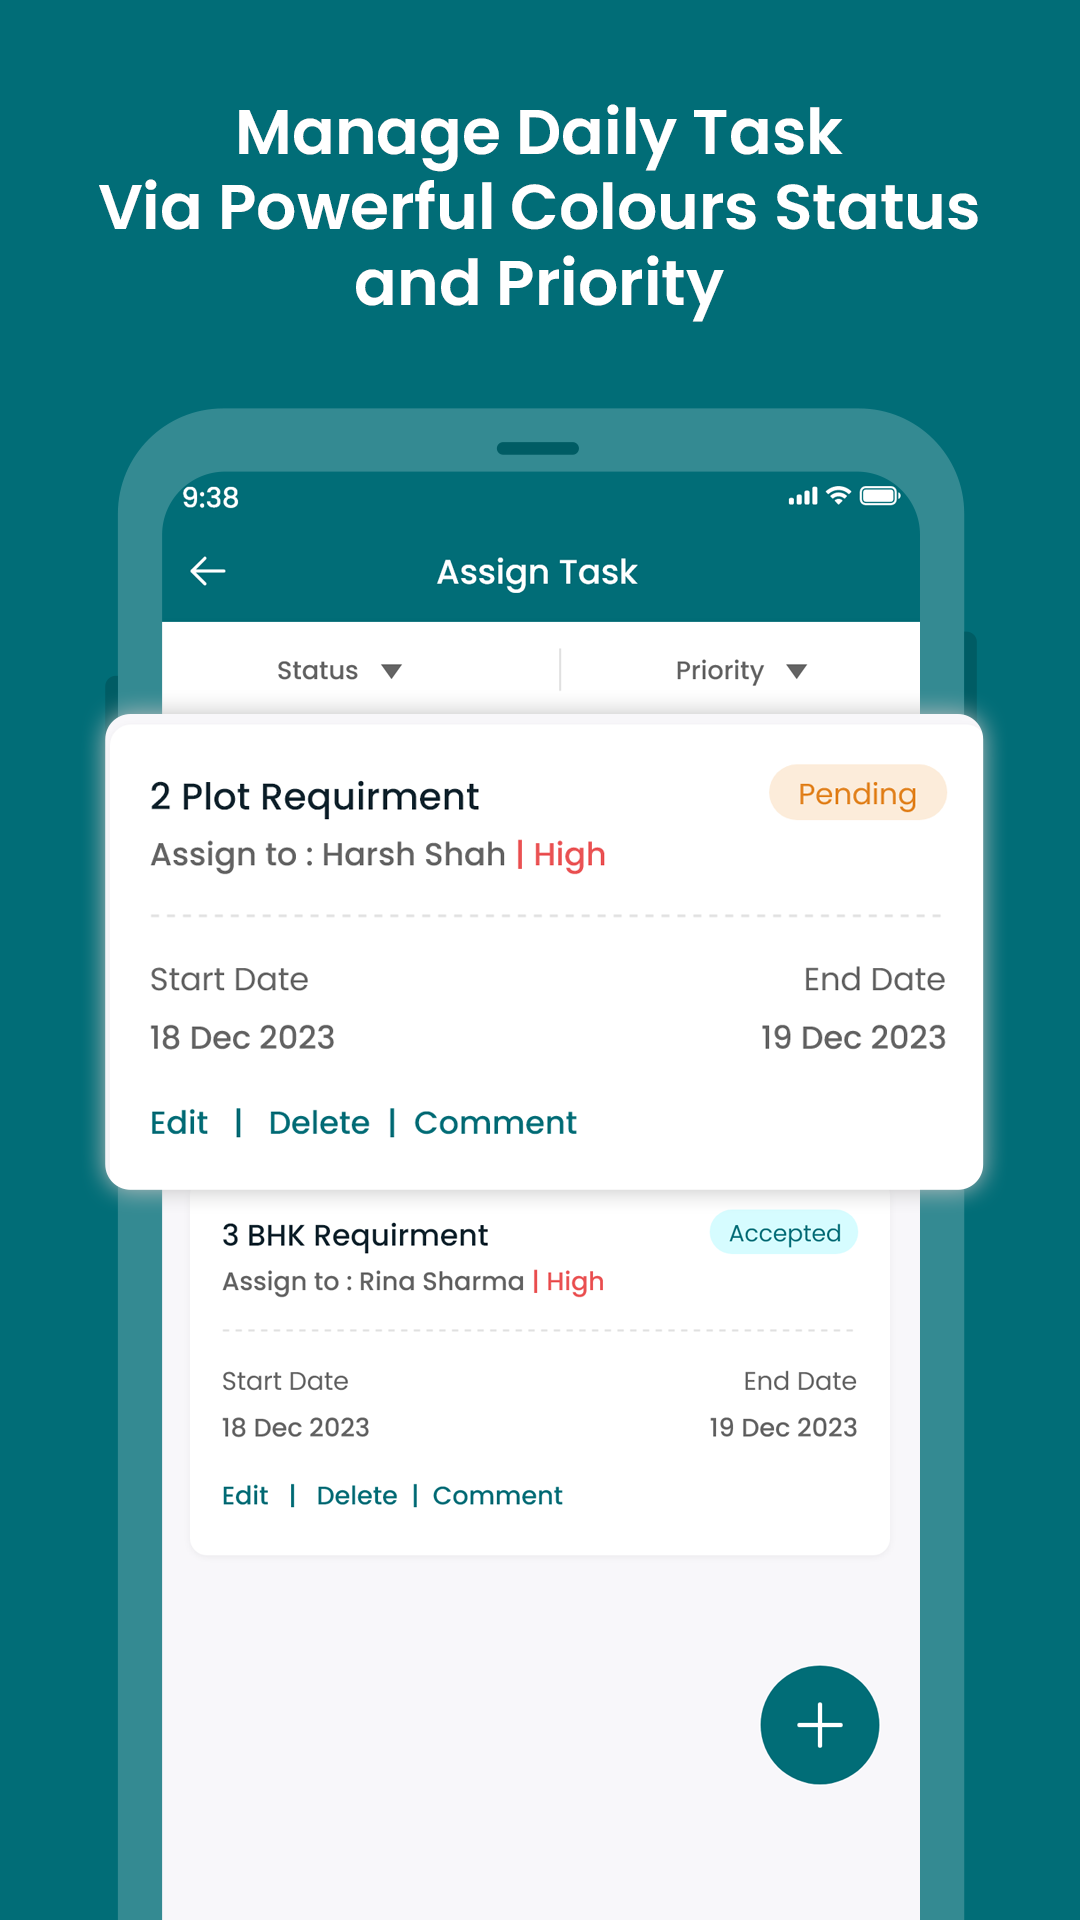 Manage Daily Task
Via Powerful Colours Status
and Priority
9:38
Assign Task
Status
Priority
2 Plot Requirment
Pending
Assign to : Harsh Shah | High
Start Date
End Date
18 Dec 2023
19 Dec 2023
Edit | Delete | Comment
3 BHK Requirment
Accepted
Assign to : Rina Sharma | High
Start Date
End Date
18 Dec 2023
19 Dec 2023
Edit | Delete | Comment